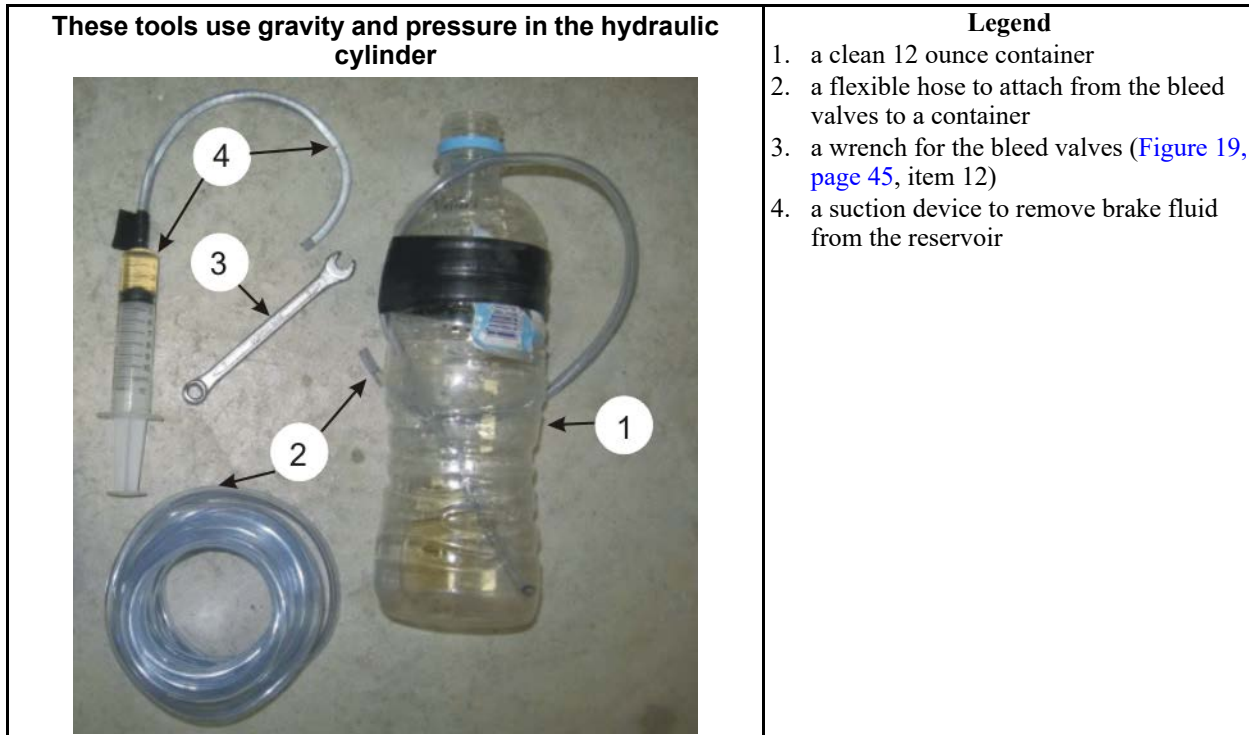 These tools use gravity and pressure in the hydraulic
cylinder
4
3
2
1
Legend
1. a clean 12 ounce container
2. a flexible hose to attach from the bleed
valves to a container
3. a wrench for the bleed valves (Figure 19,
page 45, item 12)
4. a suction device to remove brake fluid
from the reservoir